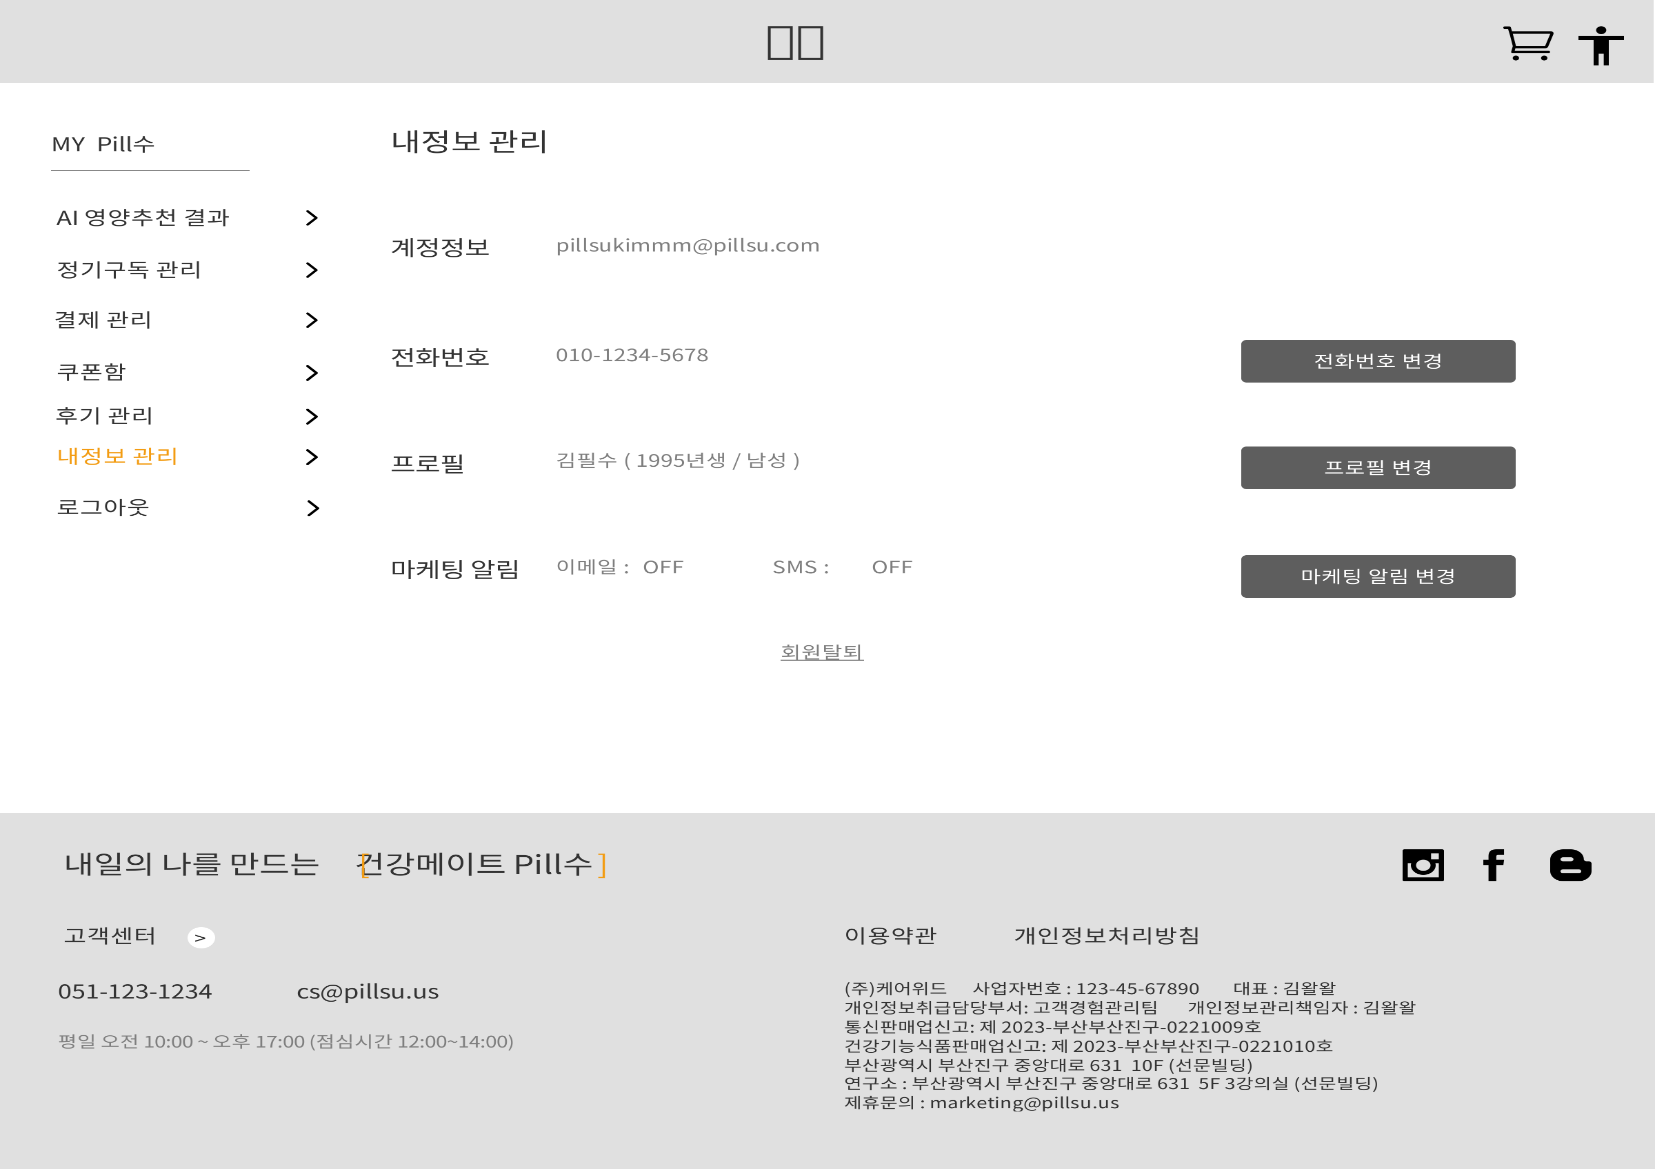 MY Pill수
내정보 관리
AI 영양추천 결과
정기구독 관리
결제 관리
쿠폰함
후기 관리
내정보 관리
로그아웃
계정정보 pillsukimmm@pillsu.com
전화번호 010-1234-5678 전화번호 변경
프로필 김필수 ( 1995년생 / 남성 ) 프로필 변경
마케팅 알림 이메일 : OFF SMS : OFF 마케팅 알림 변경
회원탈퇴
내일의 나를 만드는 [건강메이트 Pill수]
고객센터 >
051-123-1234 cs@pillsu.us
평일 오전 10:00 ~ 오후 17:00 (점심시간 12:00~14:00)
이용약관 개인정보처리방침
(주)케어위드 사업자번호 : 123-45-67890 대표 : 김왈왈
개인정보취급담당부서: 고객경험관리팀 개인정보관리책임자 : 김왈왈
통신판매업신고: 제 2023-부산부산진구-0221009호
건강기능식품판매업신고: 제 2023-부산부산진구-0221010호
부산광역시 부산진구 중앙대로 631 10F (선문빌딩)
연구소 : 부산광역시 부산진구 중앙대로 631 5F 3강의실 (선문빌딩)
제휴문의 : marketing@pillsu.us